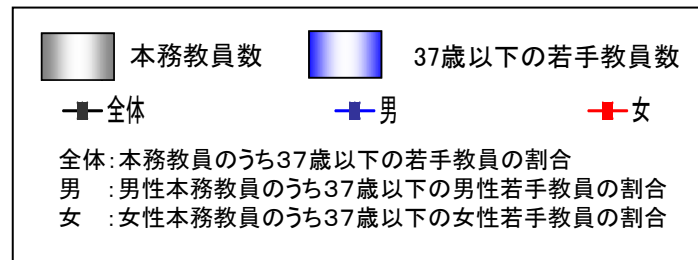 本務教員数 37歳以下の若手教員数
全体 男 女
全体:本務教員のうち37歳以下の若手教員の割合
男 :男性本務教員のうち37歳以下の男性若手教員の割合
女 :女性本務教員のうち37歳以下の女性若手教員の割合